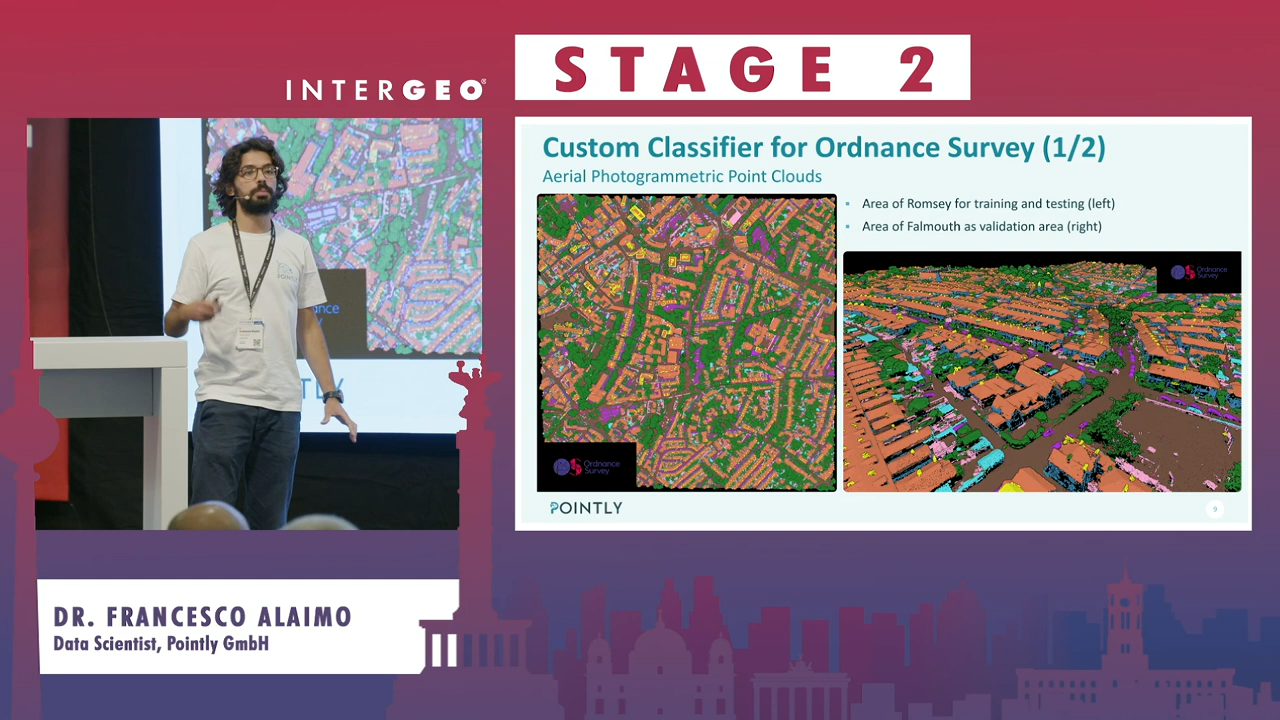 STAGE 2
INTERGEO®
Custom Classifier for Ordnance Survey (1/2)
Aerial Photogrammetric Point Clouds
▪ Area of Romsey for training and testing (left)
▪ Area of Falmouth as validation area (right)
Ordnance
Survey
Ordnance
Survey
POINTLY
9
DR. FRANCESCO ALAIMO
Data Scientist, Pointly GmbH